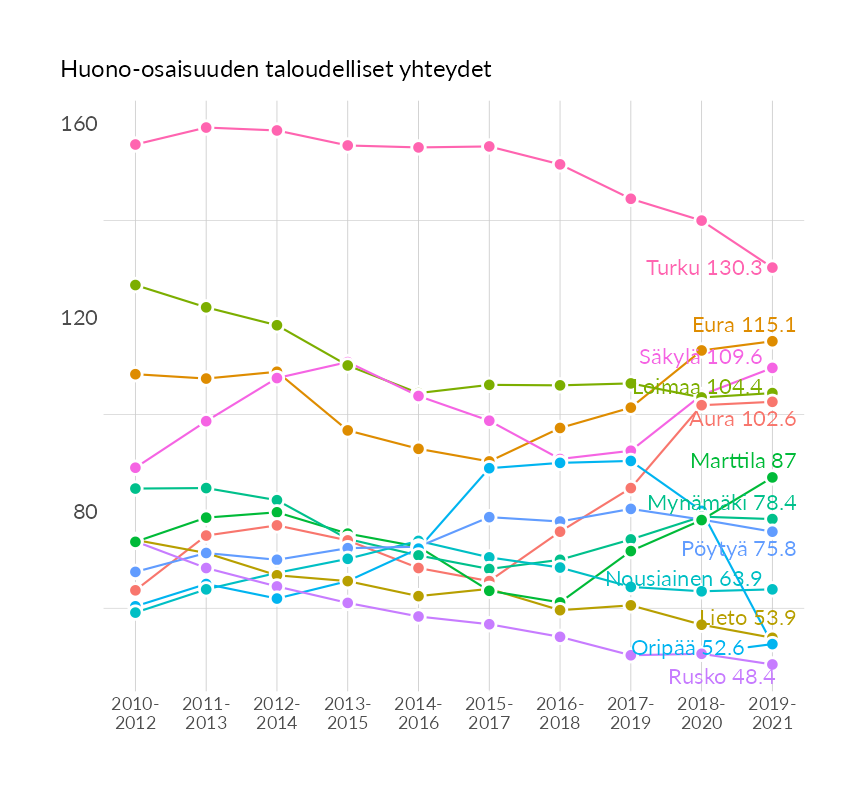 Huono-osaisuuden taloudelliset yhteydet
160
120
80
Turku 130.3
Eura 115.1
Säkylä 109.6
Loimaa 104.4
Aura 102.6
Marttila 87
Mynämäki 78.4
Pöytyä 75.8
Nousiainen 63.9
Lieto 53.9
Oripää 52.6
Rusko 48.4
2010-2012
2011-2013
2012-2014
2013-2015
2014-2016
2015-2017
2016-2018
2017-2019
2018-2020
2019-2021